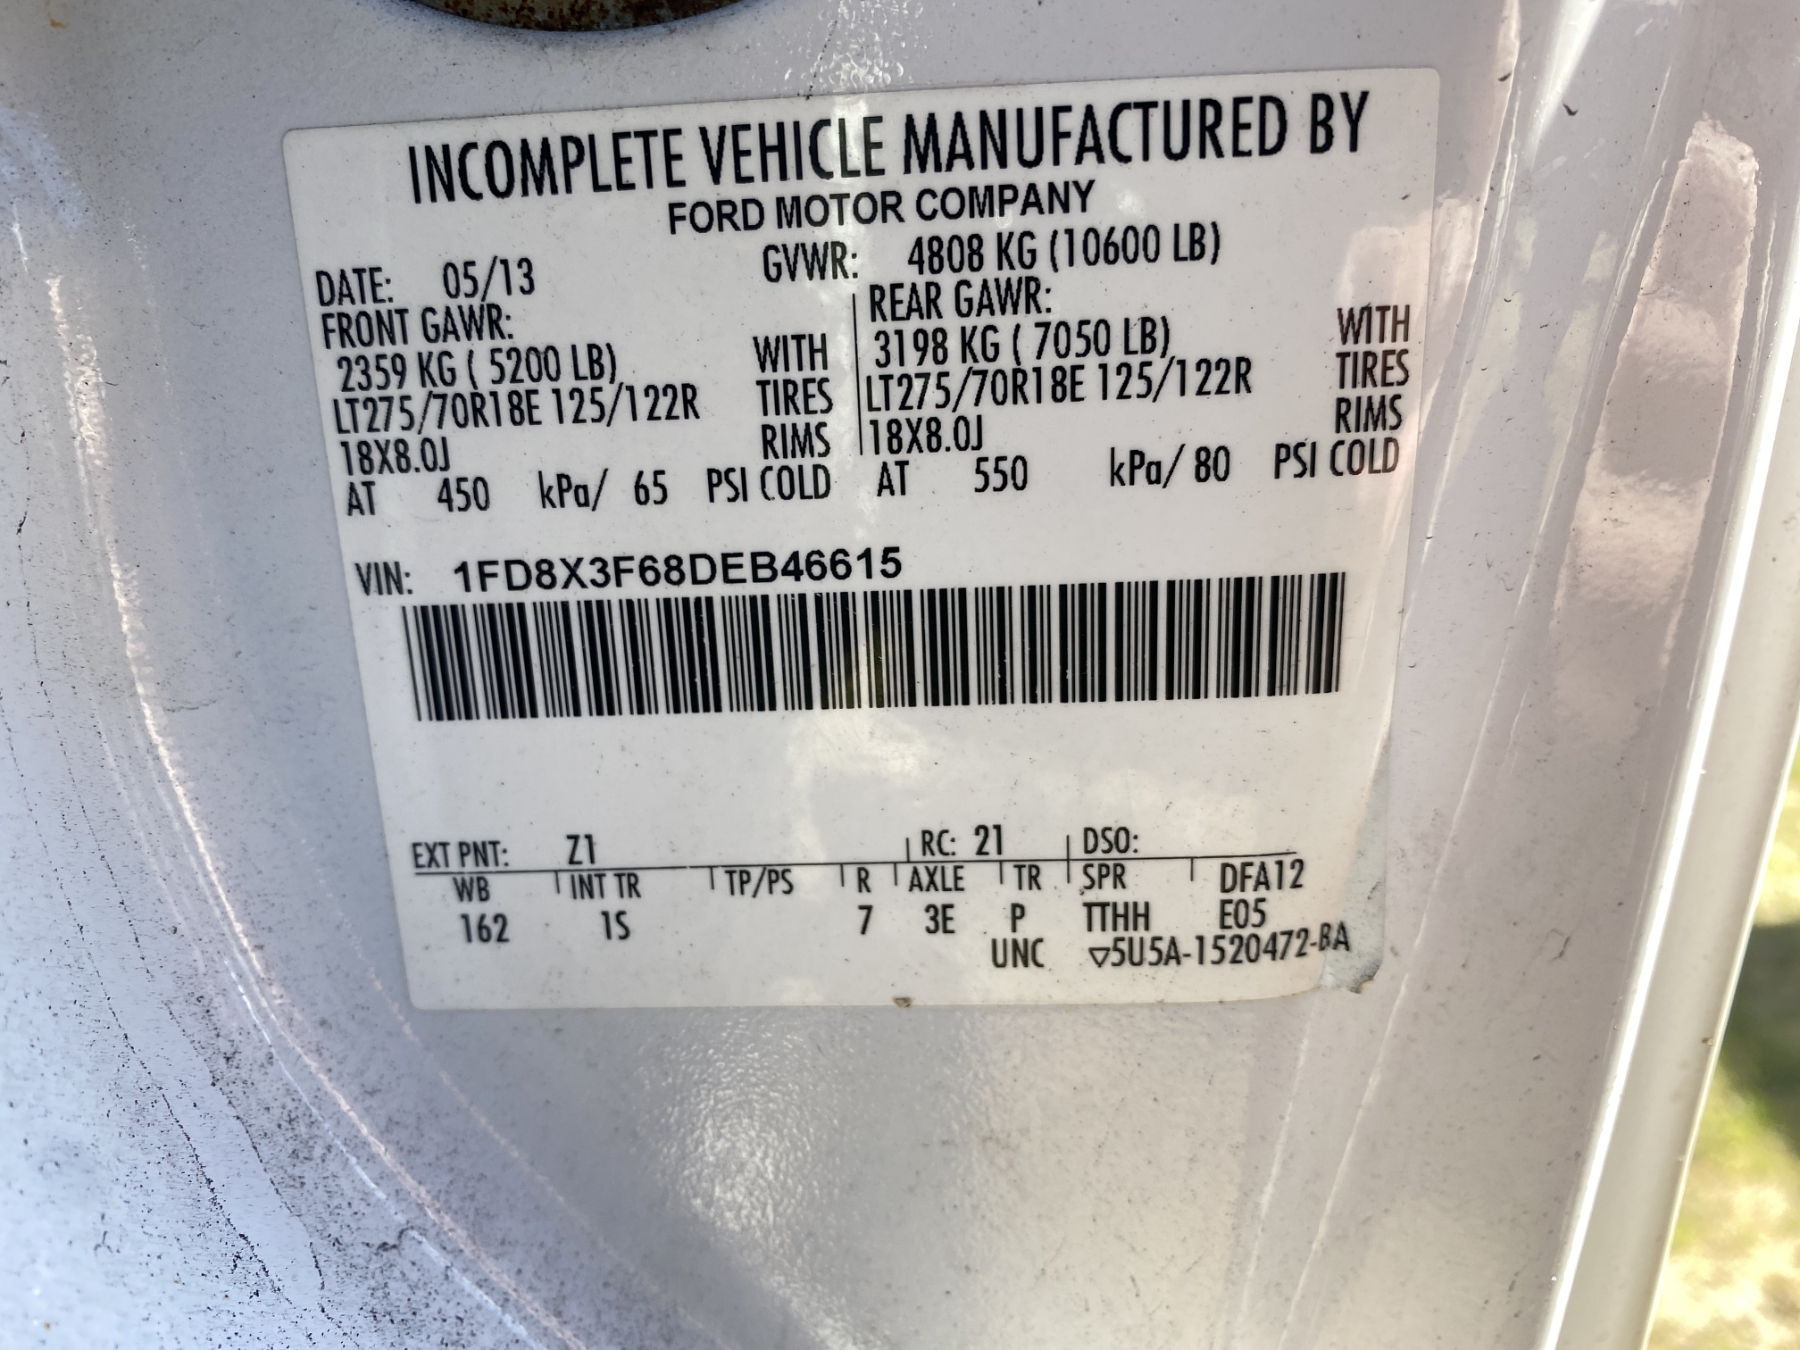 INCOMPLETE VEHICLE MANUFACTURED BY
FORD MOTOR COMPANY
DATE: 05/13 GVWR: 4808 KG (10600 LB)
FRONT GAWR: REAR GAWR:
2359 KG ( 5200 LB) WITH 3198 KG ( 7050 LB) WITH
LT275/70R18E 125/122R TIRES LT275/70R18E 125/122R TIRES
18X8.0J RIMS 18X8.0J RIMS
AT 450 kPa/ 65 PSI COLD AT 550 kPa/ 80 PSI COLD
VIN: 1FD8X3F68DEB46615
EXT PNT: Z1 RC: 21 DSO:
WB INT TR TP/PS R AXLE TR SPR DFA12
162 1S 7 3E P TTHH E05
UNC ▽5U5A-1520472-BA